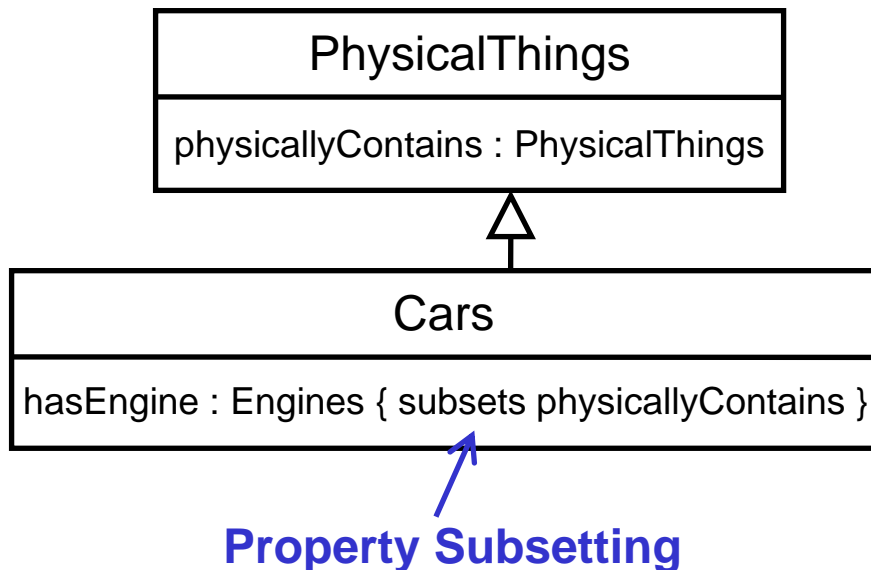 PhysicalThings
physicallyContains : PhysicalThings
Cars
hasEngine : Engines { subsets physicallyContains }
Property Subsetting